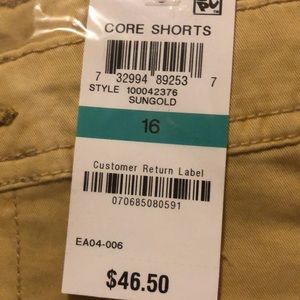 CORE SHORTS
7 32994 89253 7
STYLE 100042376
SUNGOLD
16
Customer Return Label
070685080591
EA04-006
$46.50